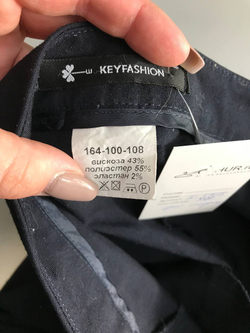 KEYFASHION
164-100-108
вискоза 43%
полиэстер 55%
эластан 2%
P